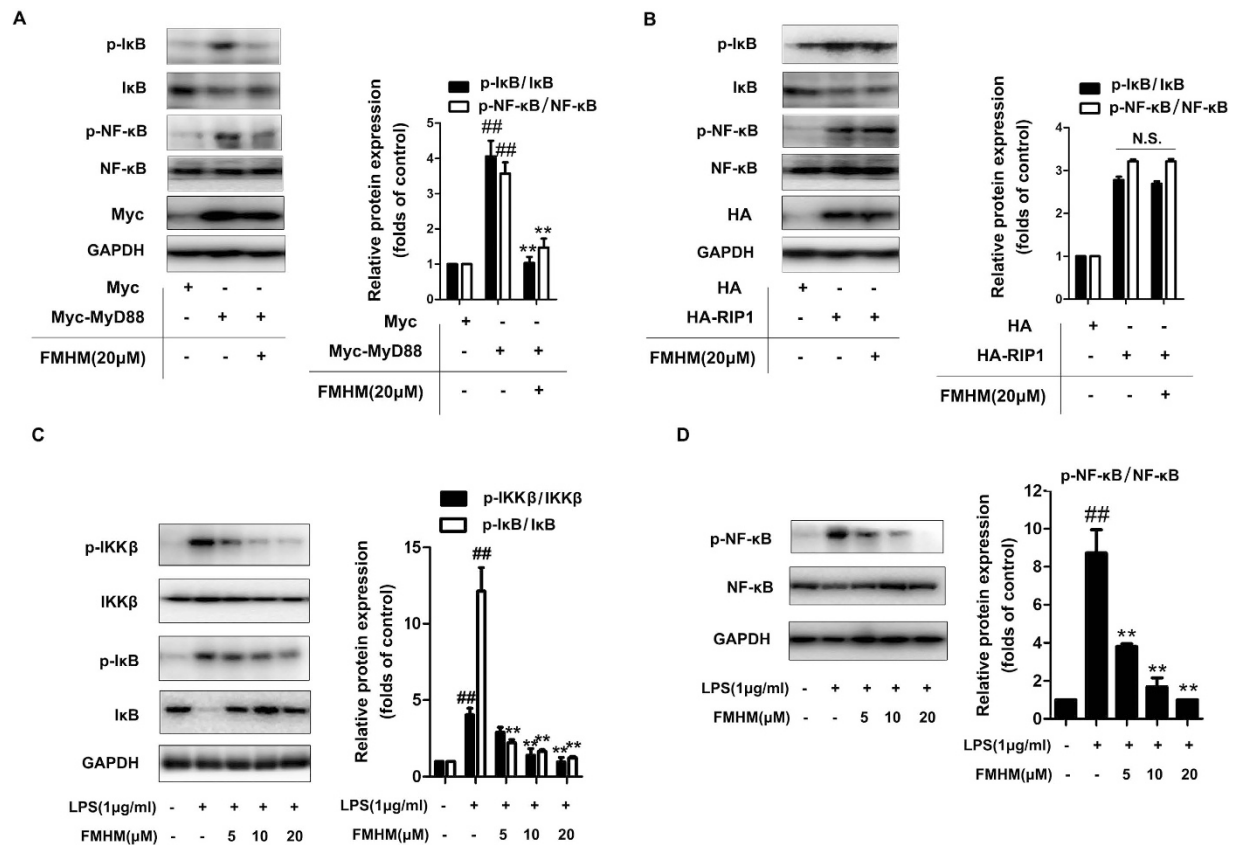 A
p-IκB
IκB
p-NF-κB
NF-κB
Myc
GAPDH
Myc + - -
Myc-MyD88 - + +
FMHM(20μM) - - +
p-IκB/IκB
p-NF-κB/NF-κB
Relative protein expression
(folds of control)
6
4
2
1
0
## ## ** **
Myc + - -
Myc-MyD88 - + +
FMHM(20μM) - - +
B
p-IκB
IκB
p-NF-κB
NF-κB
HA
GAPDH
HA + - -
HA-RIP1 - + +
FMHM(20μM) - - +
p-IκB/IκB
p-NF-κB/NF-κB
Relative protein expression
(folds of control)
4
3
2
1
0
N.S.
HA + - -
HA-RIP1 - + +
FMHM(20μM) - - +
C
p-IKKβ
IKKβ
p-IκB
IκB
GAPDH
LPS(1μg/ml) - + + + +
FMHM(μM) - - 5 10 20
p-IKKβ/IKKβ
p-IκB/IκB
Relative protein expression
(folds of control)
15
10
5
1
0
## ## ** ** ** ** **
LPS(1μg/ml) - + + + +
FMHM(μM) - - 5 10 20
D
p-NF-κB
NF-κB
GAPDH
LPS(1μg/ml) - + + + +
FMHM(μM) - - 5 10 20
p-NF-κB/NF-κB
Relative protein expression
(folds of control)
12
10
8
6
4
2
1
0
## ** ** **
LPS(1μg/ml) - + + + +
FMHM(μM) - - 5 10 20